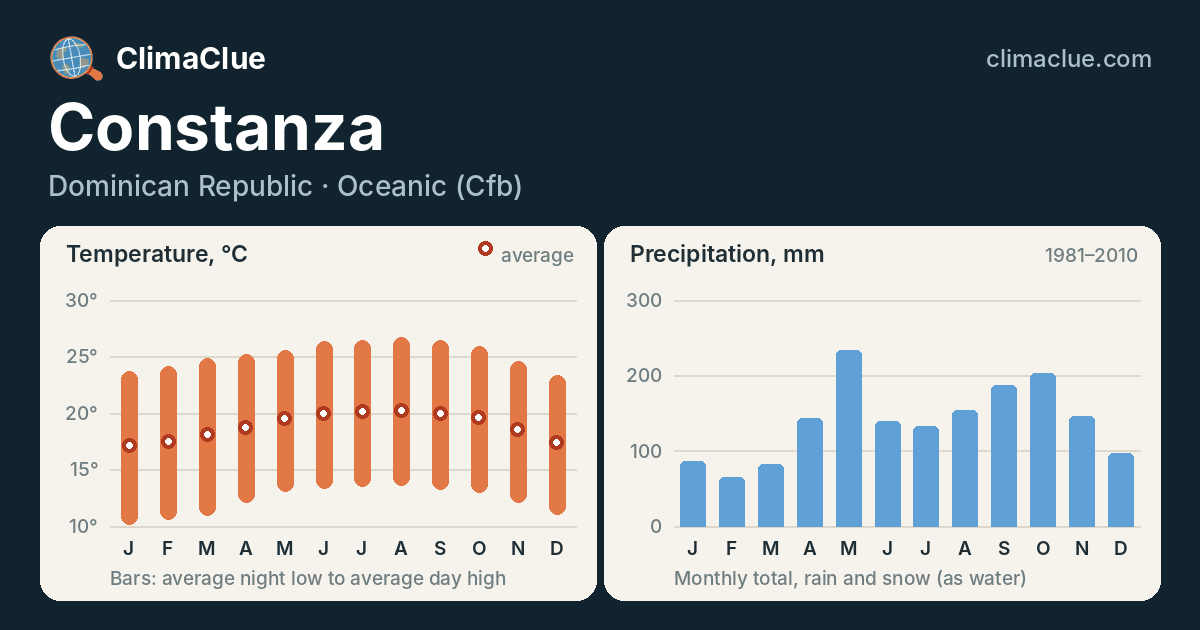 ClimaClue
climaclue.com
Constanza
Dominican Republic · Oceanic (Cfb)
Temperature, °C
average
30°
25°
20°
15°
10°
J F M A M J J A S O N D
Bars: average night low to average day high
Precipitation, mm
1981–2010
300
200
100
0
J F M A M J J A S O N D
Monthly total, rain and snow (as water)